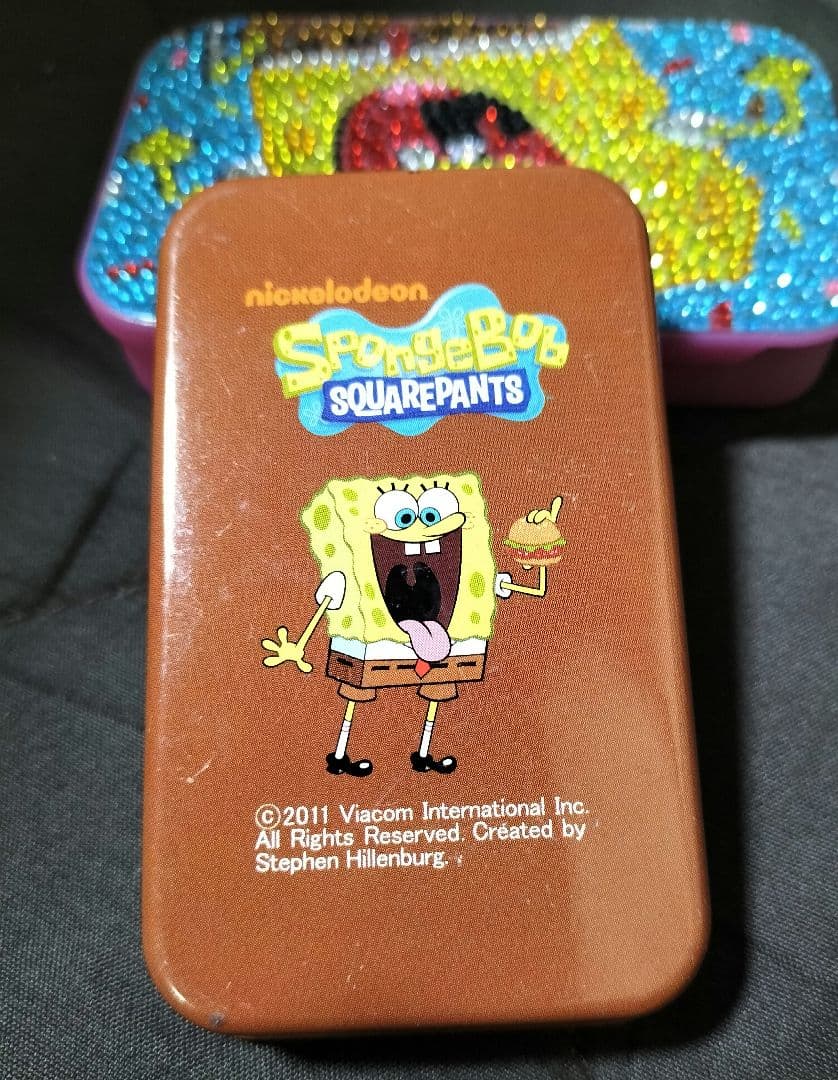 nickelodeon
SpongeBob
SQUAREPANTS
©2011 Viacom International Inc.
All Rights Reserved. Created by
Stephen Hillenburg.